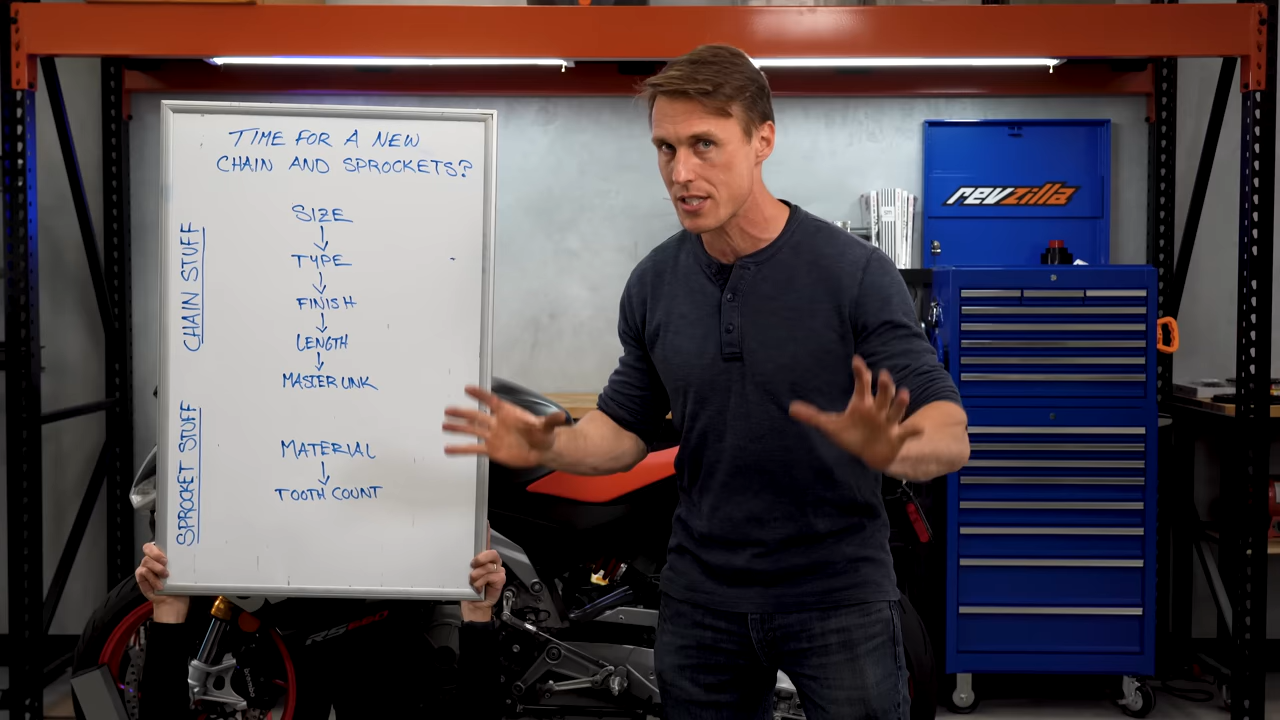 TIME FOR A NEW
CHAIN AND SPROCKETS?
CHAIN STUFF
SIZE
TYPE
FINISH
LENGTH
MASTER LINK
SPROCKET STUFF
MATERIAL
TOOTH COUNT
revzilla